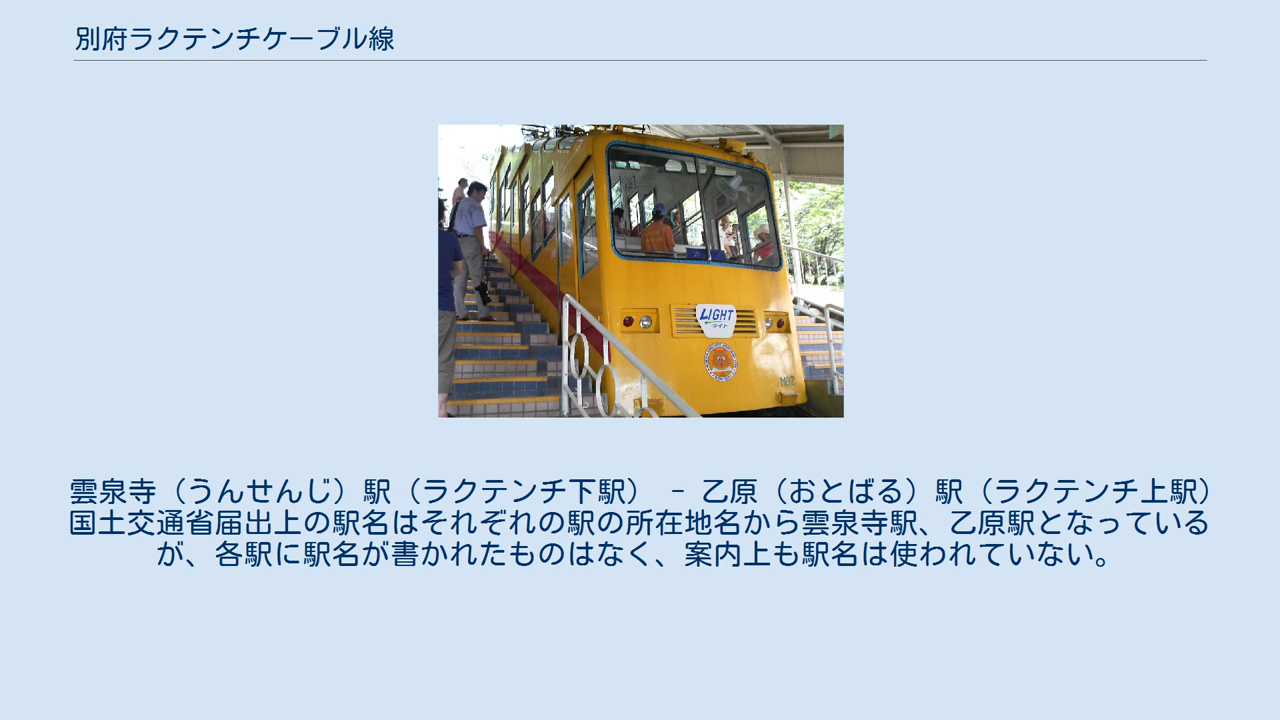 別府ラクテンチケーブル線
LIGHT
ライト
No2
雲泉寺（うんせんじ）駅（ラクテンチ下駅） - 乙原（おとばる）駅（ラクテンチ上駅）
国土交通省届出上の駅名はそれぞれの駅の所在地名から雲泉寺駅、乙原駅となっている
が、各駅に駅名が書かれたものはなく、案内上も駅名は使われていない。